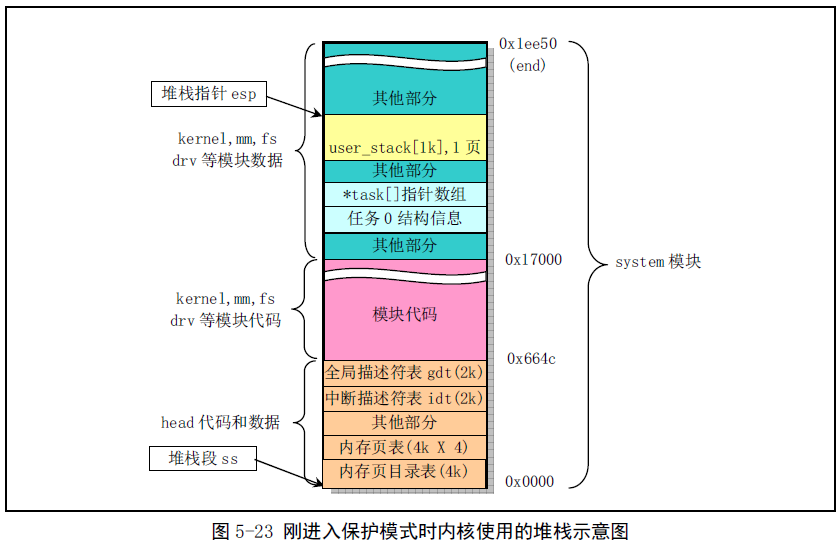 0x1ee50
(end)
其他部分
堆栈指针 esp
user_stack[1k],1 页
kernel,mm,fs
drv 等模块数据
其他部分
*task[]指针数组
任务 0 结构信息
其他部分
0x17000
system 模块
kernel,mm,fs
drv 等模块代码
模块代码
0x664c
全局描述符表 gdt(2k)
中断描述符表 idt(2k)
head 代码和数据
其他部分
内存页表(4k X 4)
堆栈段 ss
内存页目录表(4k)
0x0000
图 5-23 刚进入保护模式时内核使用的堆栈示意图